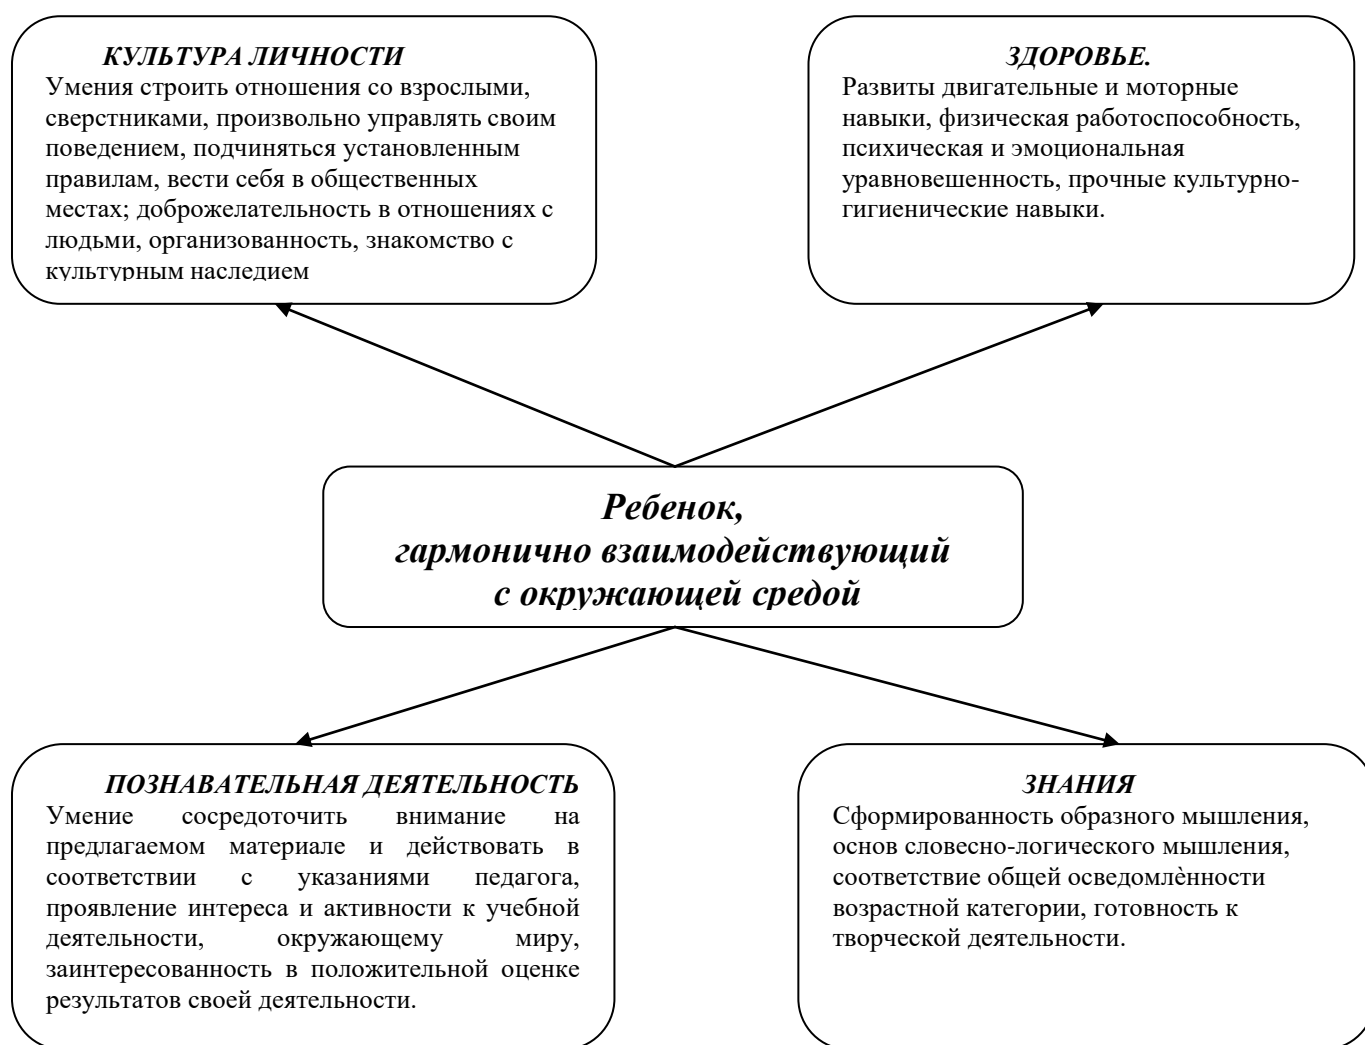 КУЛЬТУРА ЛИЧНОСТИ
Умения строить отношения со взрослыми,
сверстниками, произвольно управлять своим
поведением, подчиняться установленным
правилам, вести себя в общественных
местах; доброжелательность в отношениях с
людьми, организованность, знакомство с
культурным наследием
ЗДОРОВЬЕ.
Развиты двигательные и моторные
навыки, физическая работоспособность,
психическая и эмоциональная
уравновешенность, прочные культурно-
гигиенические навыки.
Ребенок,
гармонично взаимодействующий
с окружающей средой
ПОЗНАВАТЕЛЬНАЯ ДЕЯТЕЛЬНОСТЬ
Умение сосредоточить внимание на
предлагаемом материале и действовать в
соответствии с указаниями педагога,
проявление интереса и активности к учебной
деятельности, окружающему миру,
заинтересованность в положительной оценке
результатов своей деятельности.
ЗНАНИЯ
Сформированность образного мышления,
основ словесно-логического мышления,
соответствие общей осведомлѐнности
возрастной категории, готовность к
творческой деятельности.